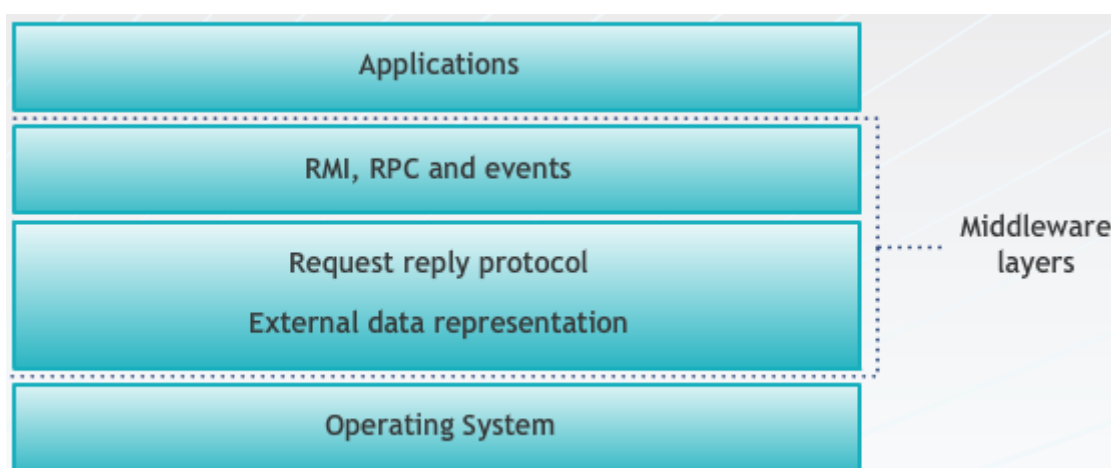 Applications
RMI, RPC and events
Request reply protocol
External data representation
Middleware
layers
Operating System